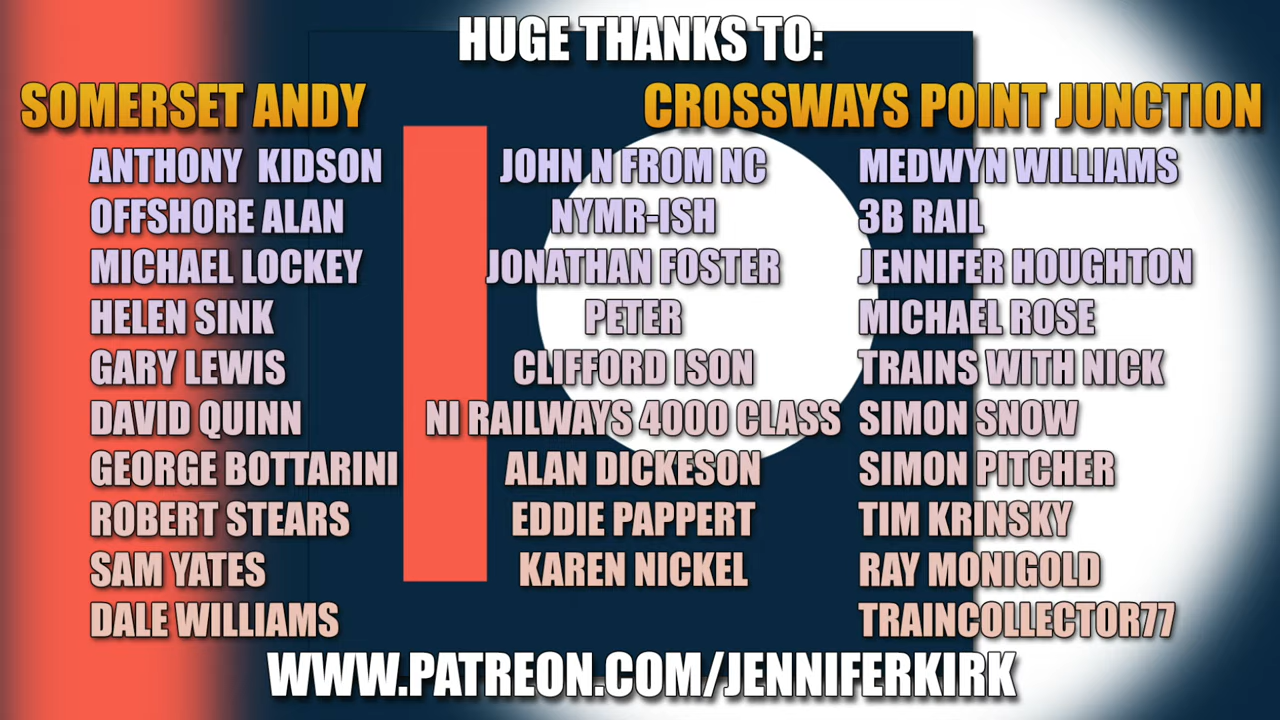 HUGE THANKS TO:
SOMERSET ANDY
CROSSWAYS POINT JUNCTION
ANTHONY KIDSON
OFFSHORE ALAN
MICHAEL LOCKEY
HELEN SINK
GARY LEWIS
DAVID QUINN
GEORGE BOTTARINI
ROBERT STEARS
SAM YATES
DALE WILLIAMS
JOHN N FROM NC
NYMR-ISH
JONATHAN FOSTER
PETER
CLIFFORD ISON
NI RAILWAYS 4000 CLASS
ALAN DICKESON
EDDIE PAPPERT
KAREN NICKEL
MEDWYN WILLIAMS
3B RAIL
JENNIFER HOUGHTON
MICHAEL ROSE
TRAINS WITH NICK
SIMON SNOW
SIMON PITCHER
TIM KRINSKY
RAY MONIGOLD
TRAINCOLLECTOR77
WWW.PATREON.COM/JENNIFERKIRK